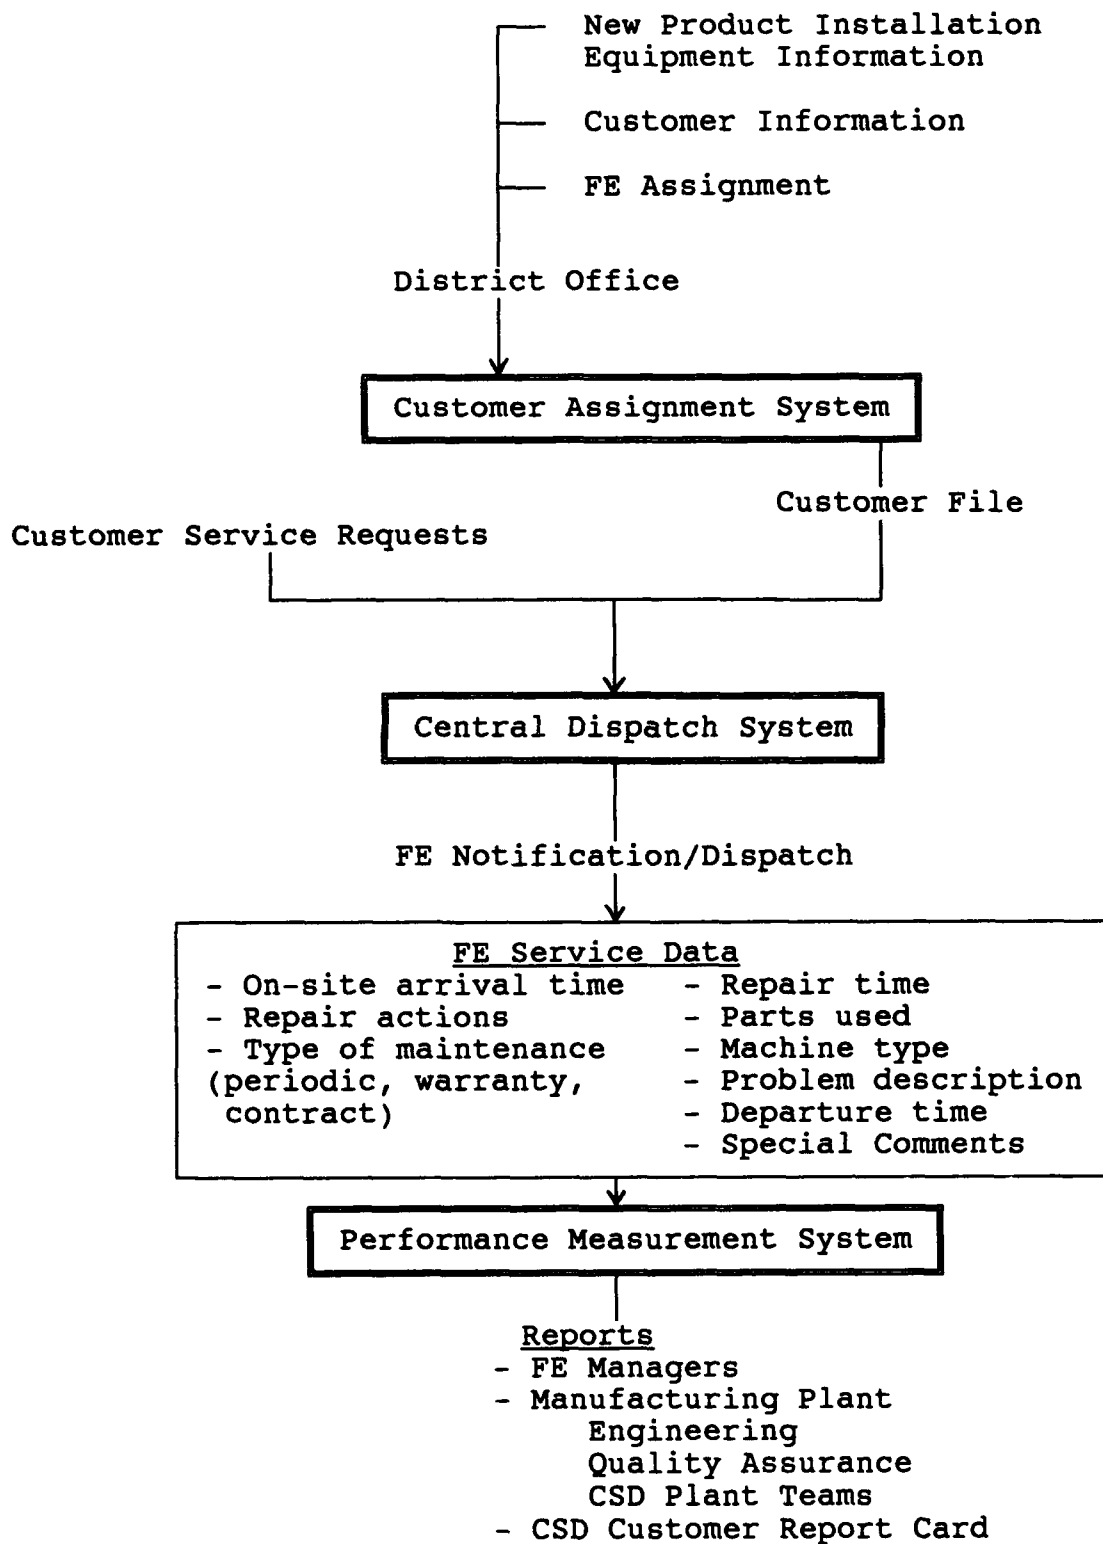 New Product Installation
Equipment Information
Customer Information
FE Assignment
District Office
Customer Assignment System
Customer File
Customer Service Requests
Central Dispatch System
FE Notification/Dispatch
FE Service Data
- On-site arrival time
- Repair actions
- Type of maintenance
(periodic, warranty,
contract)
- Repair time
- Parts used
- Machine type
- Problem description
- Departure time
- Special Comments
Performance Measurement System
Reports
- FE Managers
- Manufacturing Plant
Engineering
Quality Assurance
CSD Plant Teams
- CSD Customer Report Card